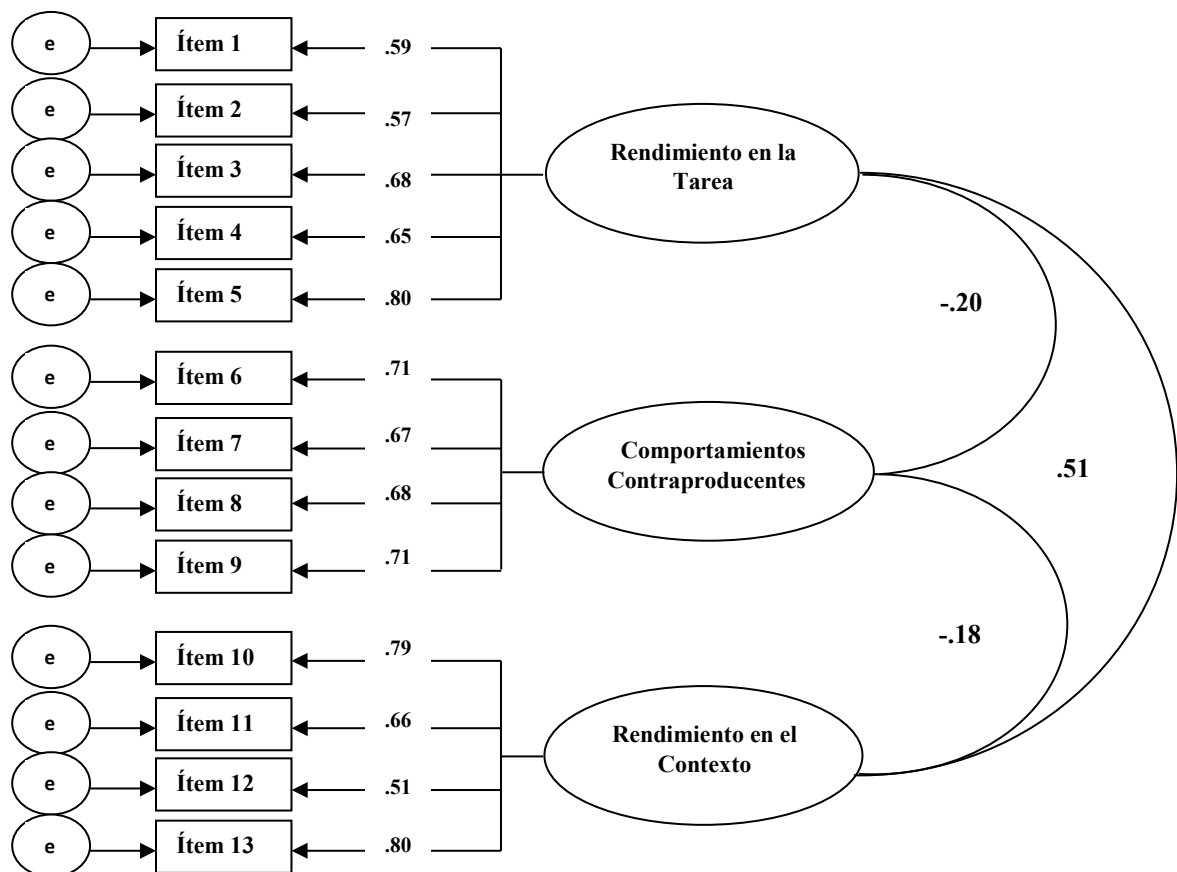 e Ítem 1 .59
e Ítem 2 .57
e Ítem 3 .68
e Ítem 4 .65
e Ítem 5 .80
Rendimiento en la
Tarea
-.20
e Ítem 6 .71
e Ítem 7 .67
e Ítem 8 .68
e Ítem 9 .71
Comportamientos
Contraproducentes
.51
-.18
e Ítem 10 .79
e Ítem 11 .66
e Ítem 12 .51
e Ítem 13 .80
Rendimiento en el
Contexto